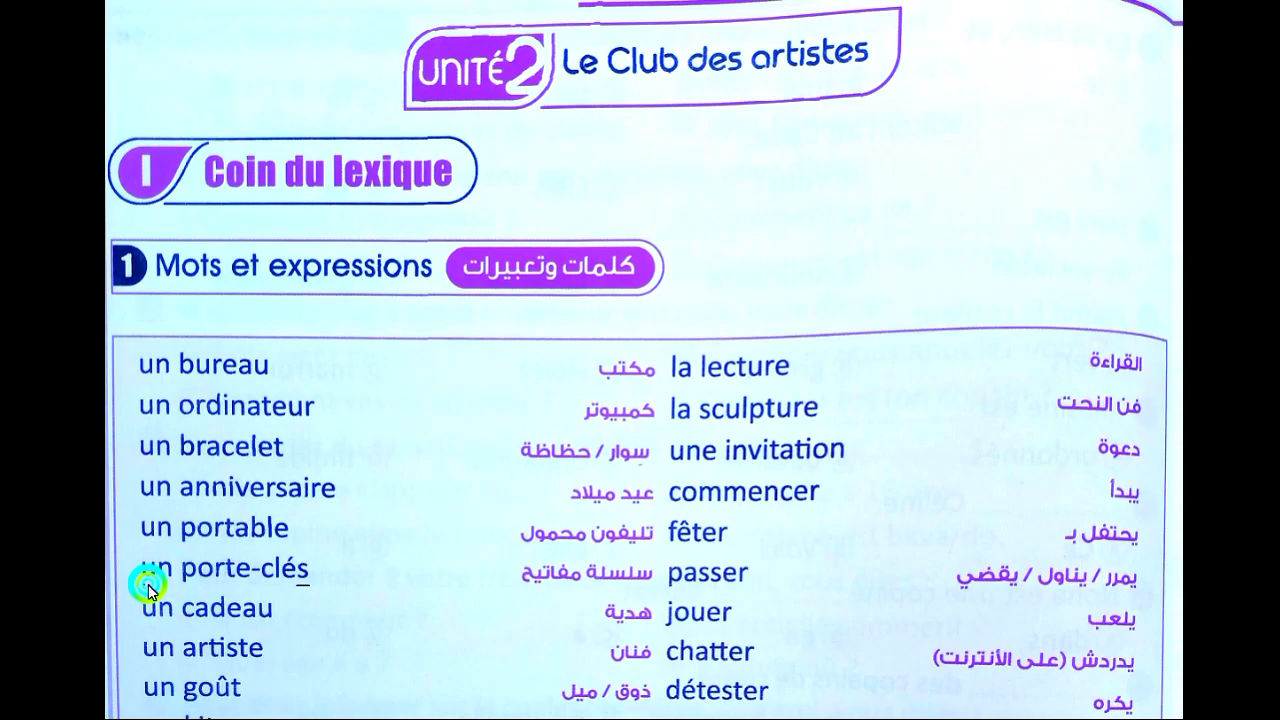 UNITÉ 2 Le Club des artistes
I Coin du lexique
1 Mots et expressions كلمات وتعبيرات
un bureau مكتب la lecture القراءة
un ordinateur كمبيوتر la sculpture فن النحت
un bracelet سوار / حظاظة une invitation دعوة
un anniversaire عيد ميلاد commencer يبدأ
un portable تليفون محمول fêter يحتفل بـ
un porte-clés سلسلة مفاتيح passer يمرر / يناول / يقضي
un cadeau هدية jouer يلعب
un artiste فنان chatter يدردش (على الأنترنت)
un goût ذوق / ميل détester يكره